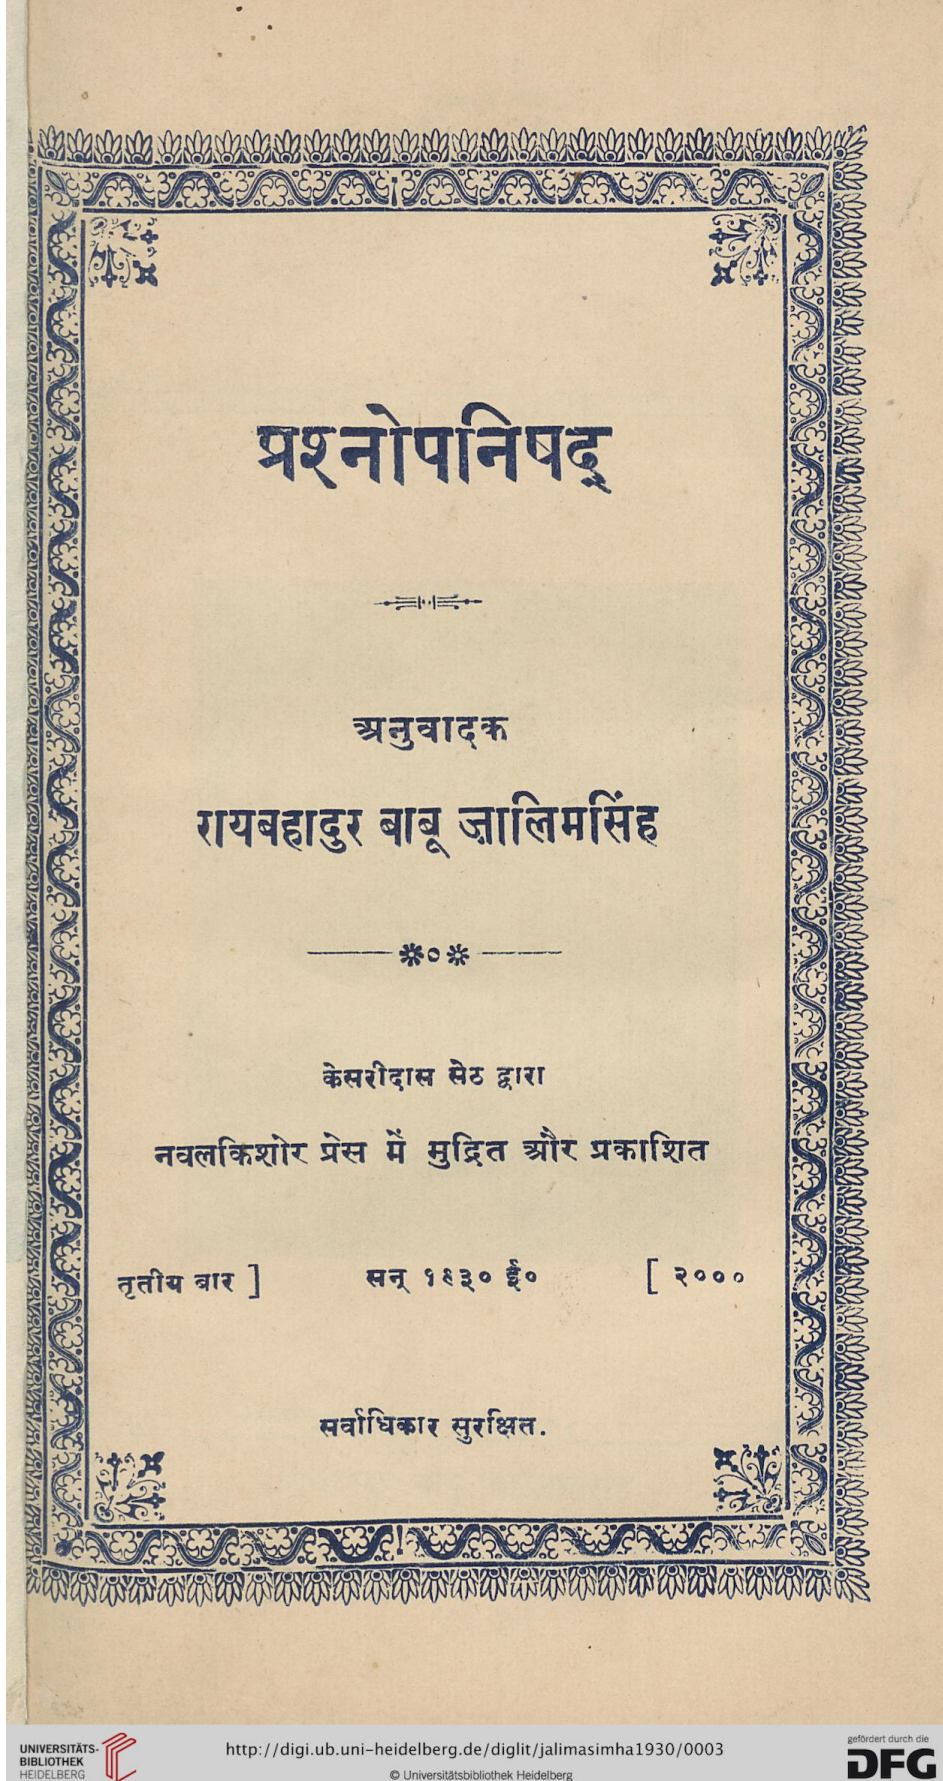 प्रश्नोपनिषद्
अनुवादक
रायबहादुर बाबू ज़ालिमसिंह
केसरीदास सेठ द्वारा
नवलकिशोर प्रेस में मुद्रित और प्रकाशित
तृतीय बार ] सन् १९३० ई० [ २०००
सर्वाधिकार सुरक्षित.
UNIVERSITÄTS-
BIBLIOTHEK
HEIDELBERG
http://digi.ub.uni-heidelberg.de/diglit/jalimasimha1930/0003
© Universitätsbibliothek Heidelberg
gefördert durch die
DFG